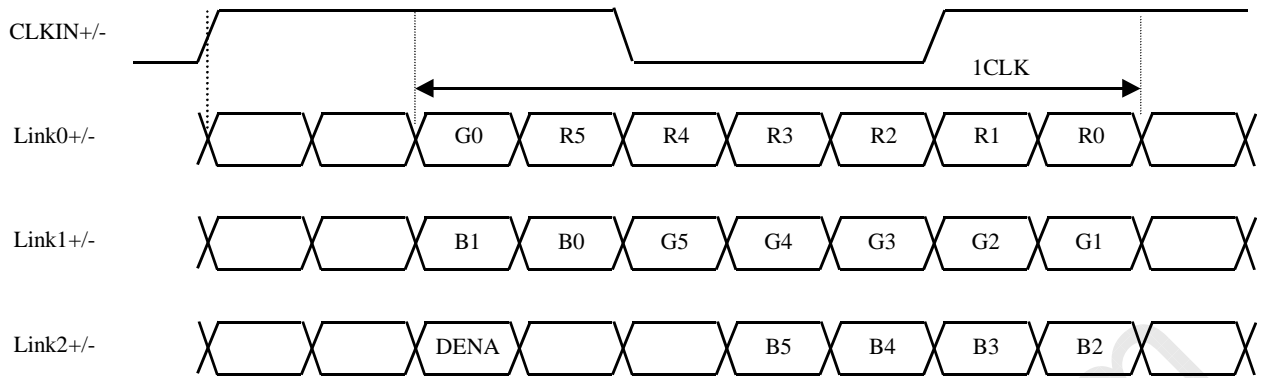 CLKIN+/-
1CLK
Link0+/- G0 R5 R4 R3 R2 R1 R0
Link1+/- B1 B0 G5 G4 G3 G2 G1
Link2+/- DENA B5 B4 B3 B2